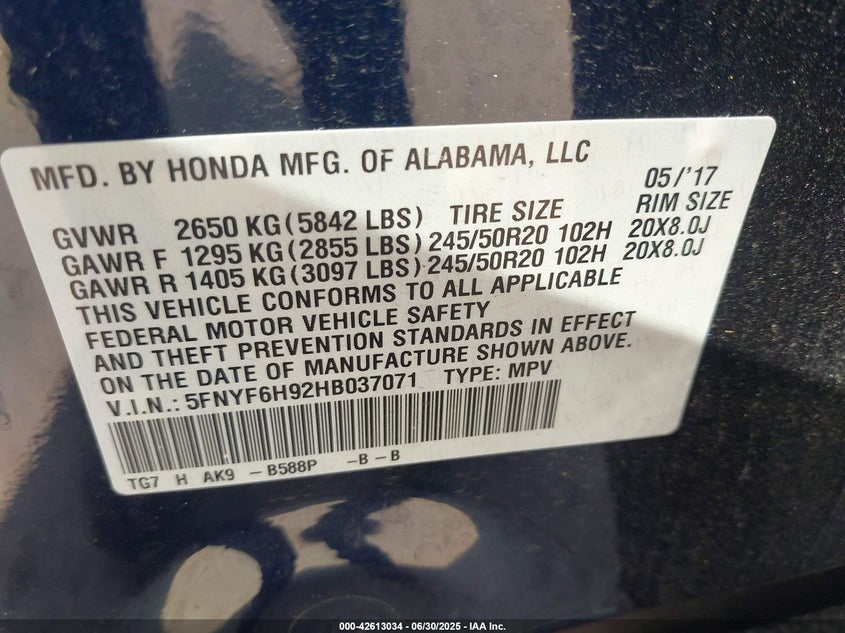 MFD. BY HONDA MFG. OF ALABAMA, LLC 05/'17
GVWR 2650 KG (5842 LBS) TIRE SIZE RIM SIZE
GAWR F 1295 KG (2855 LBS) 245/50R20 102H 20X8.0J
GAWR R 1405 KG (3097 LBS) 245/50R20 102H 20X8.0J
THIS VEHICLE CONFORMS TO ALL APPLICABLE
FEDERAL MOTOR VEHICLE SAFETY
AND THEFT PREVENTION STANDARDS IN EFFECT
ON THE DATE OF MANUFACTURE SHOWN ABOVE.
V.I.N.: 5FNYF6H92HB037071 TYPE: MPV
TG7 H AK9 - B588P - B - B
000-42613034 - 06/30/2025 - IAA Inc.